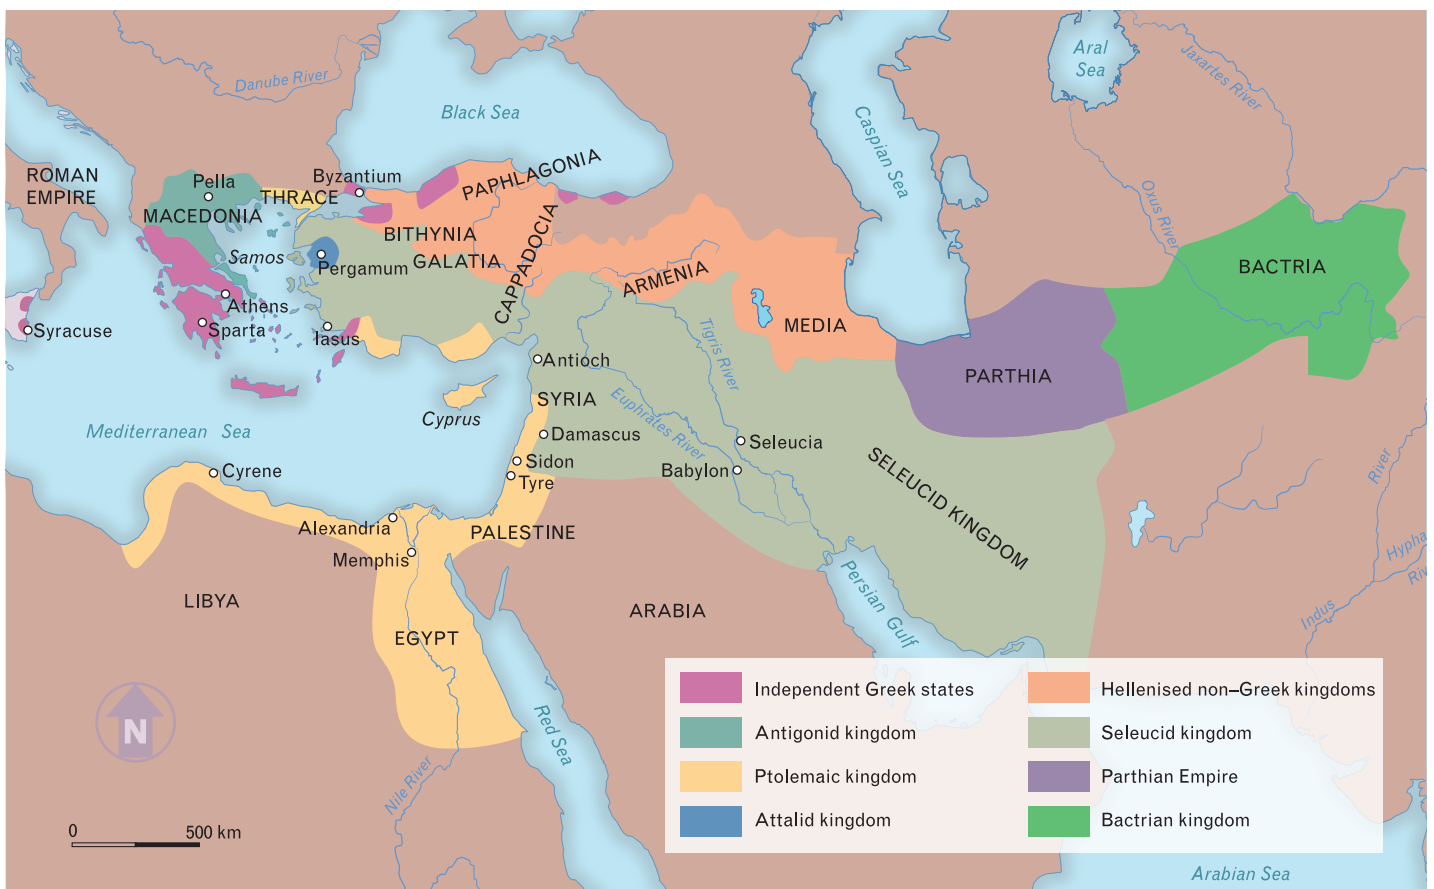 Aral
Sea
Jaxartes River
Danube River
Black Sea
Caspian Sea
ROMAN
EMPIRE
Pella
Byzantium
PAPHLAGONIA
THRACE
MACEDONIA
Oxus River
BITHYNIA
Samos
Pergamum
GALATIA
CAPPADOCIA
ARMENIA
BACTRIA
Athens
Syracuse
Sparta
Iasus
MEDIA
Tigris River
Antioch
PARTHIA
SYRIA
Cyprus
Euphrates River
Mediterranean Sea
Damascus
Seleucia
Sidon
Cyrene
Tyre
Babylon
SELEUCID KINGDOM
River
Alexandria
PALESTINE
Memphis
Hypha
Riv
Persian Gulf
LIBYA
ARABIA
Indus
EGYPT
Red Sea
Nile River
N
0
500 km
Independent Greek states
Antigonid kingdom
Ptolemaic kingdom
Attalid kingdom
Hellenised non–Greek kingdoms
Seleucid kingdom
Parthian Empire
Bactrian kingdom
Arabian Sea